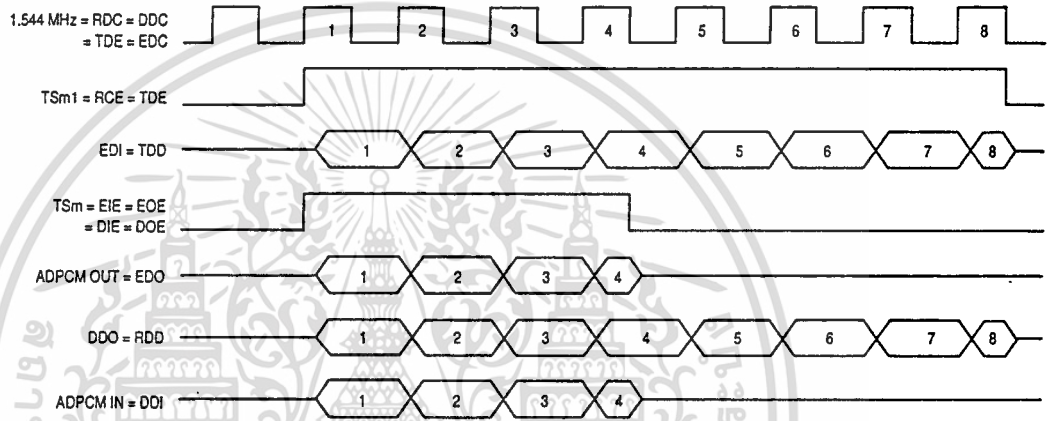 1.544 MHz = RDC = DDC
= TDE = EDC
1 2 3 4 5 6 7 8
TSm1 = RCE = TDE
EDI = TDD
1 2 3 4 5 6 7 8
TSm = EIE = EOE
= DIE = DOE
ADPCM OUT = EDO
1 2 3 4
DDO = RDD
1 2 3 4 5 6 7 8
ADPCM IN = DDI
1 2 3 4